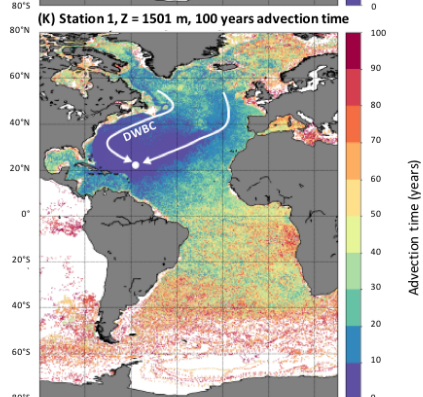 80°S
0
(K) Station 1, Z = 1501 m, 100 years advection time
80°N
60°N
40°N
20°N
0°
20°S
40°S
60°S
DWBC
100
90
80
70
60
50
40
30
20
10
Advection time (years)